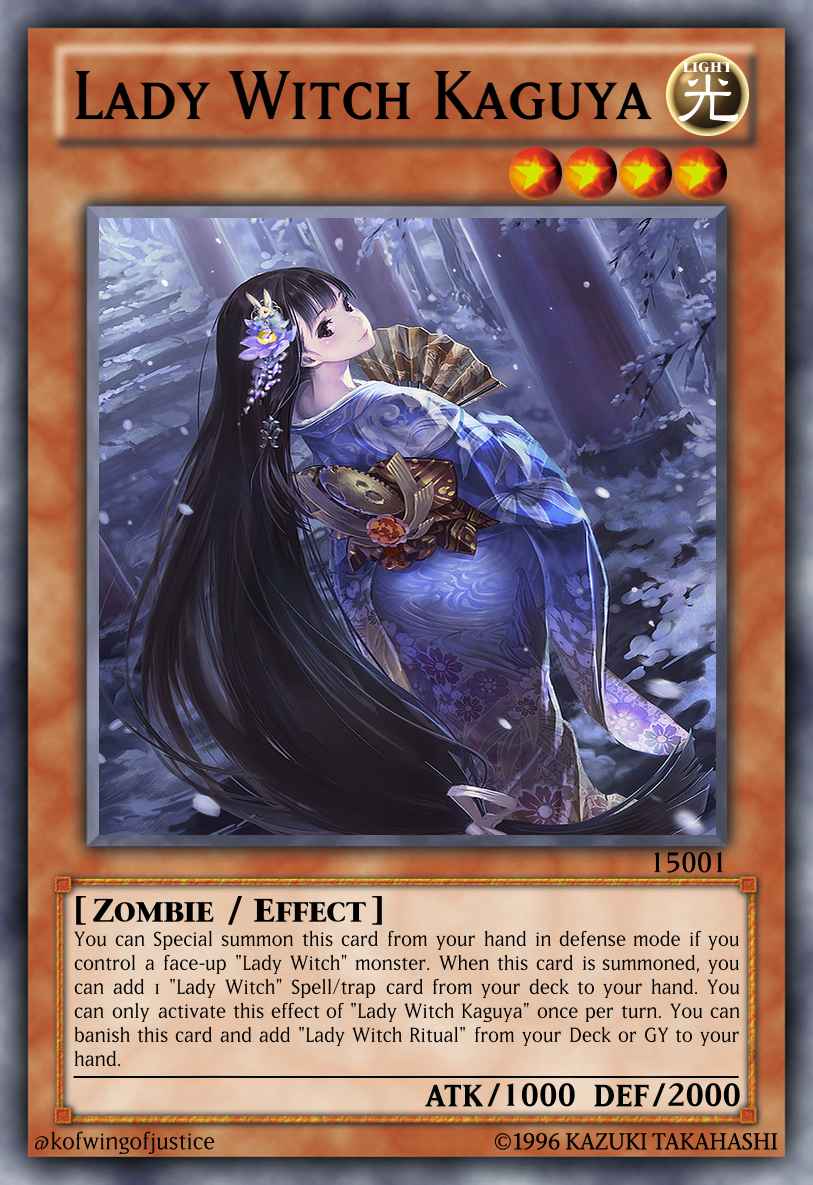 Lady Witch Kaguya
LIGHT
光
15001
[ Zombie / Effect ]
You can Special summon this card from your hand in defense mode if you
control a face-up "Lady Witch" monster. When this card is summoned, you
can add 1 "Lady Witch" Spell/trap card from your deck to your hand. You
can only activate this effect of "Lady Witch Kaguya" once per turn. You can
banish this card and add "Lady Witch Ritual" from your Deck or GY to your
hand.
ATK/1000 DEF/2000
@kofwingofjustice
©1996 KAZUKI TAKAHASHI